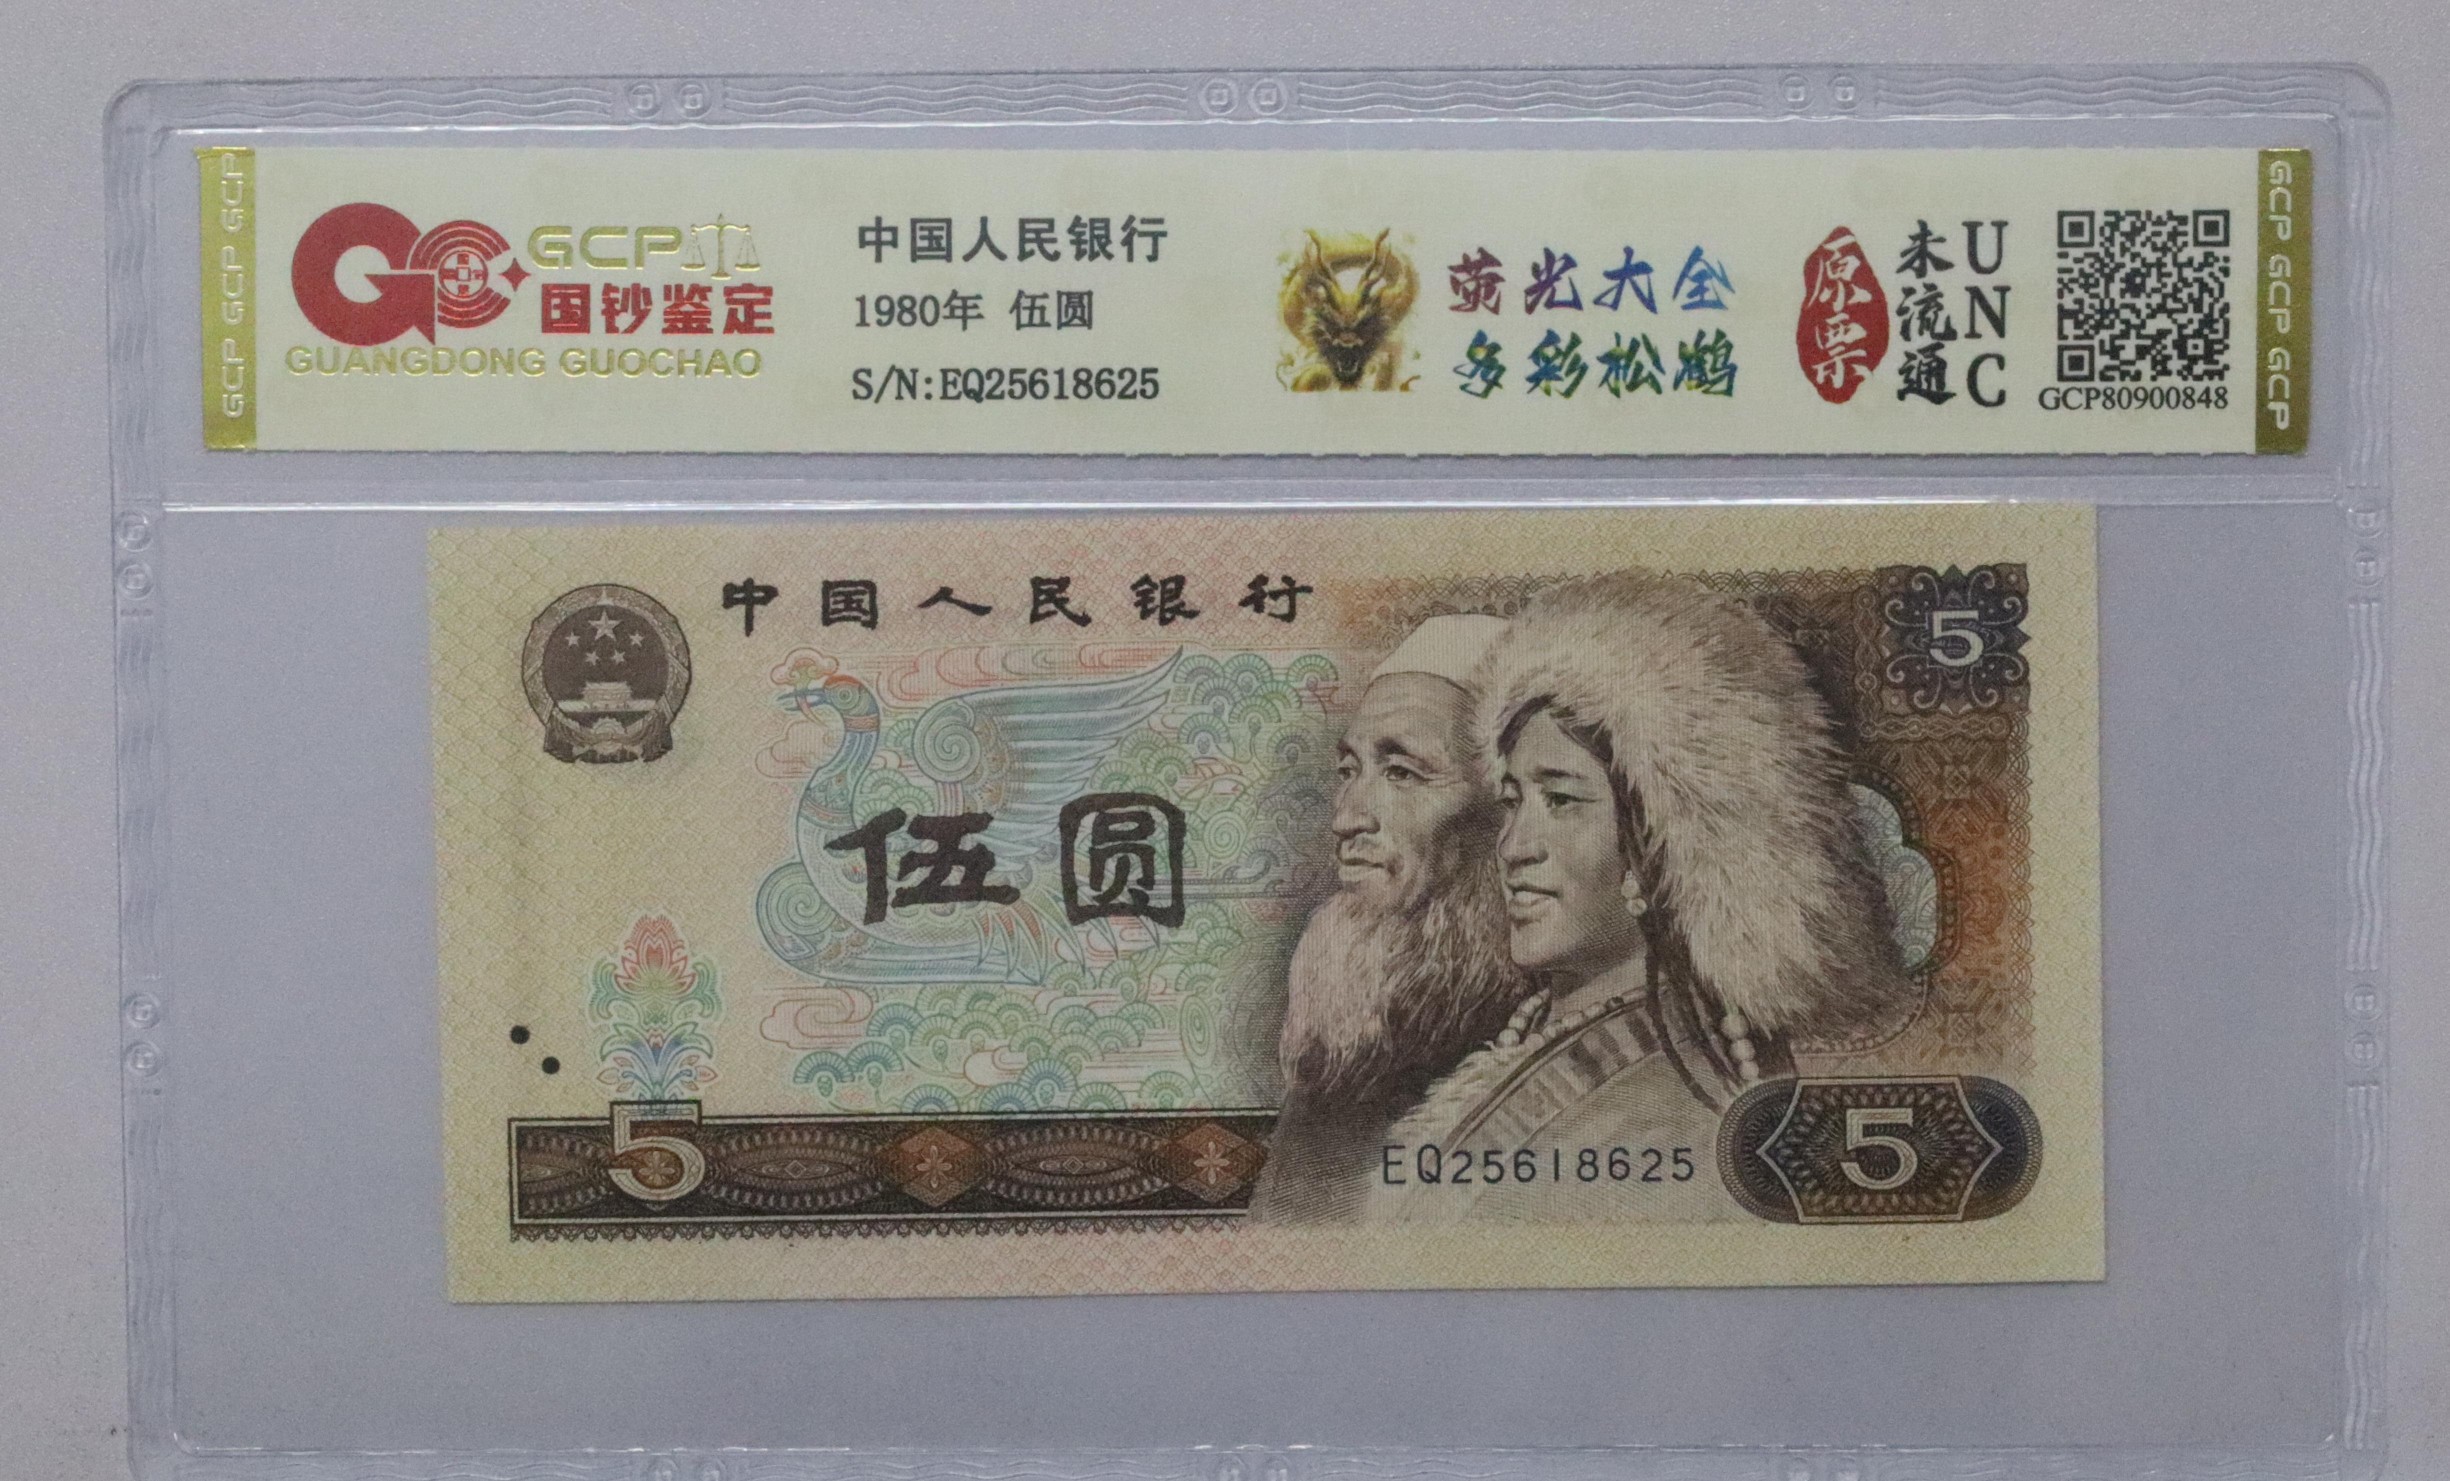 GCP GCP GCP
GCP
国钞鉴定
GUANGDONG GUOCHAO
中国人民银行
1980年 伍圆
S/N:EQ25618625
荧光大全
多彩松鹤
原票
未流通
UNC
GCP80900848
GCP GCP GCP
中国人民银行
5
伍圆
5
EQ25618625
5